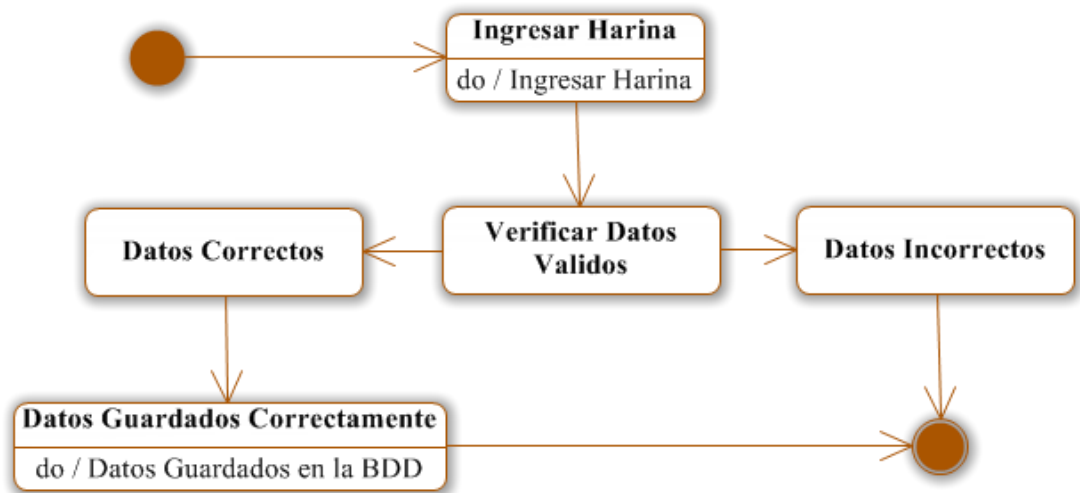 Ingresar Harina
do / Ingresar Harina
Datos Correctos
Verificar Datos
Validos
Datos Incorrectos
Datos Guardados Correctamente
do / Datos Guardados en la BDD